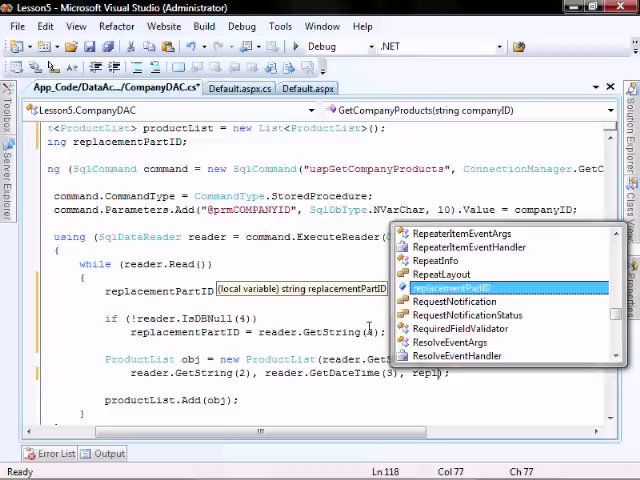 Lesson5 - Microsoft Visual Studio (Administrator)
File Edit View Refactor Website Build Debug Tools Window Help
Debug .NET
App_Code/DataAc.../CompanyDAC.cs* Default.aspx.cs Default.aspx
Lesson5.CompanyDAC GetCompanyProducts(string companyID)
t<ProductList> productList = new List<ProductList>();
ing replacementPartID;
ng (SqlCommand command = new SqlCommand("uspGetCompanyProducts", ConnectionManager.GetC
command.CommandType = CommandType.StoredProcedure;
command.Parameters.Add("@prmCOMPANYID", SqlDbType.NVarChar, 10).Value = companyID;
using (SqlDataReader reader = command.ExecuteReader(
{
while (reader.Read())
{
replacementPartID
(local variable) string replacementPartID
if (!reader.IsDBNull(4))
replacementPartID = reader.GetString(4);
ProductList obj = new ProductList(reader.GetS
reader.GetString(2), reader.GetDateTime(3), repl);
productList.Add(obj);
}
RepeaterItemEventArgs
RepeaterItemEventHandler
RepeatInfo
RepeatLayout
replacementPartID
RequestNotification
RequestNotificationStatus
RequiredFieldValidator
ResolveEventArgs
ResolveEventHandler
Toolbox
Server Explorer
Solution Explorer
Class View
Error List Output
Ready Ln 118 Col 77 Ch 77